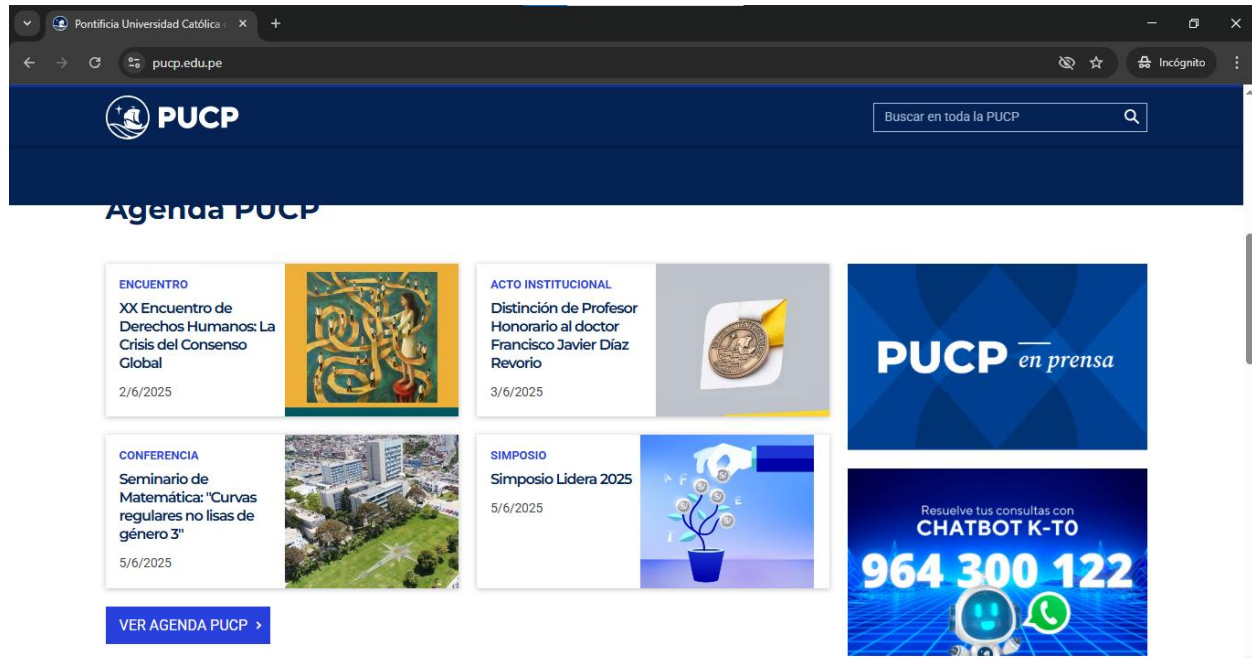 Pontificia Universidad Católica
pucp.edu.pe
Incógnito
PUCP
Buscar en toda la PUCP
Agenda PUCP
ENCUENTRO
XX Encuentro de
Derechos Humanos: La
Crisis del Consenso
Global
2/6/2025
ACTO INSTITUCIONAL
Distinción de Profesor
Honorario al doctor
Francisco Javier Díaz
Revorio
3/6/2025
PUCP en prensa
CONFERENCIA
Seminario de
Matemática: "Curvas
regulares no lisas de
género 3"
5/6/2025
SIMPOSIO
Simposio Lidera 2025
5/6/2025
Resuelve tus consultas con
CHATBOT K-TO
964 300 122
VER AGENDA PUCP >